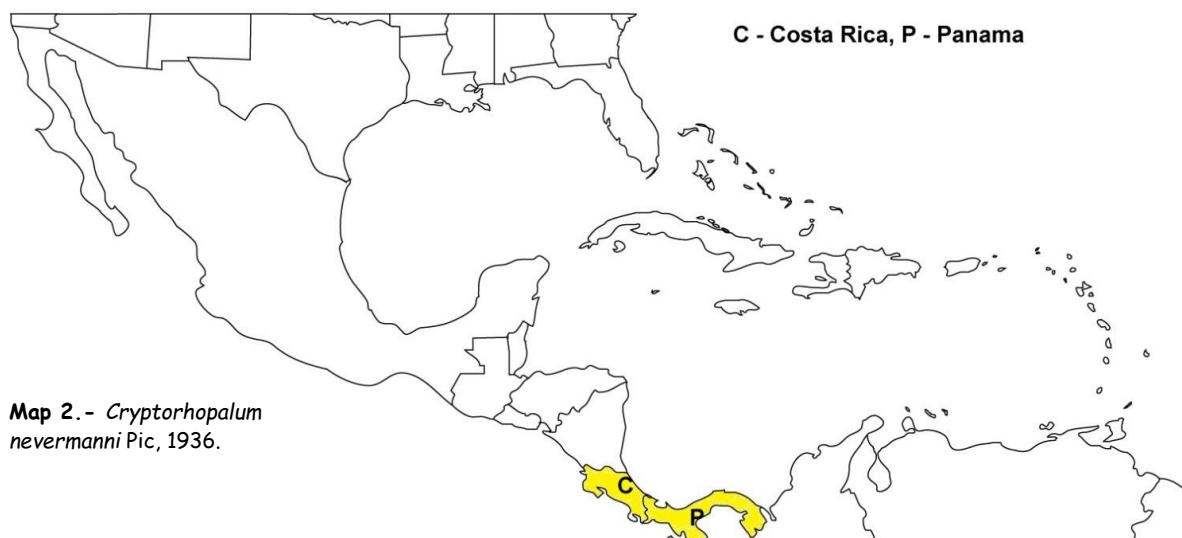 C - Costa Rica, P - Panama
Map 2.- Cryptorhopalum
nevermanni Pic, 1936.
C
P